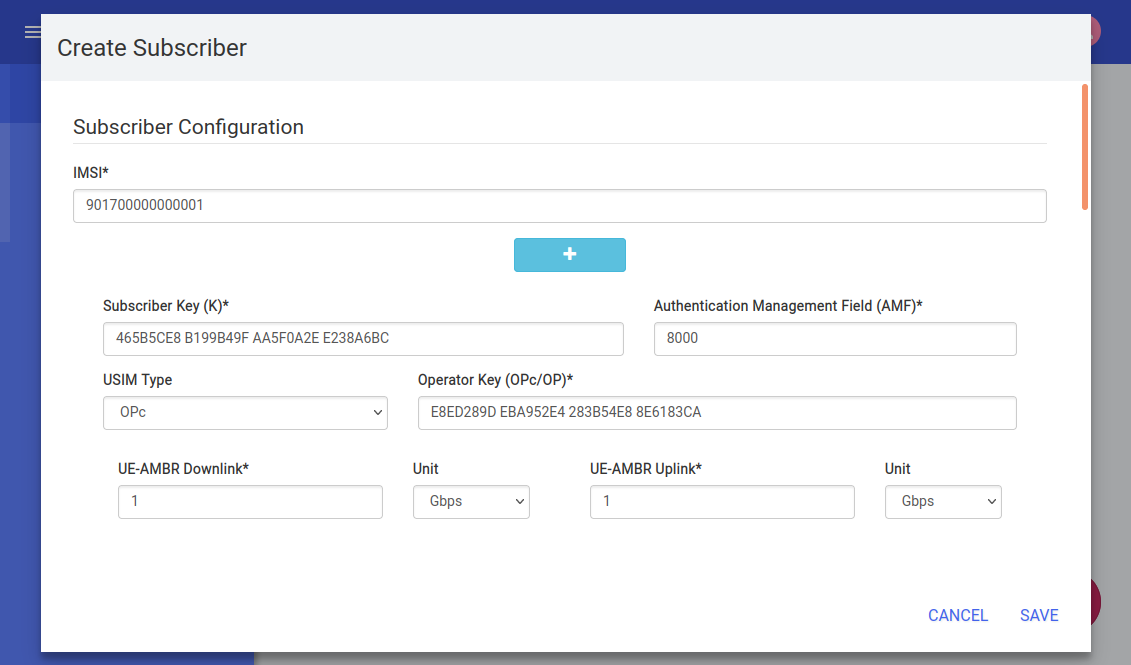 Create Subscriber
Subscriber Configuration
IMSI*
901700000000001
+
Subscriber Key (K)* Authentication Management Field (AMF)*
465B5CE8 B199B49F AA5F0A2E E238A6BC 8000
USIM Type Operator Key (OPc/OP)*
OPc E8ED289D EBA952E4 283B54E8 8E6183CA
UE-AMBR Downlink* Unit UE-AMBR Uplink* Unit
1 Gbps 1 Gbps
CANCEL SAVE